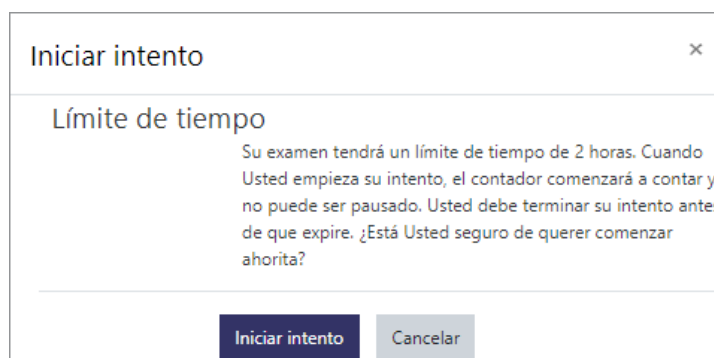 Iniciar intento ×
Límite de tiempo
Su examen tendrá un límite de tiempo de 2 horas. Cuando
Usted empieza su intento, el contador comenzará a contar y
no puede ser pausado. Usted debe terminar su intento antes
de que expire. ¿Está Usted seguro de querer comenzar
ahorita?
Iniciar intento Cancelar